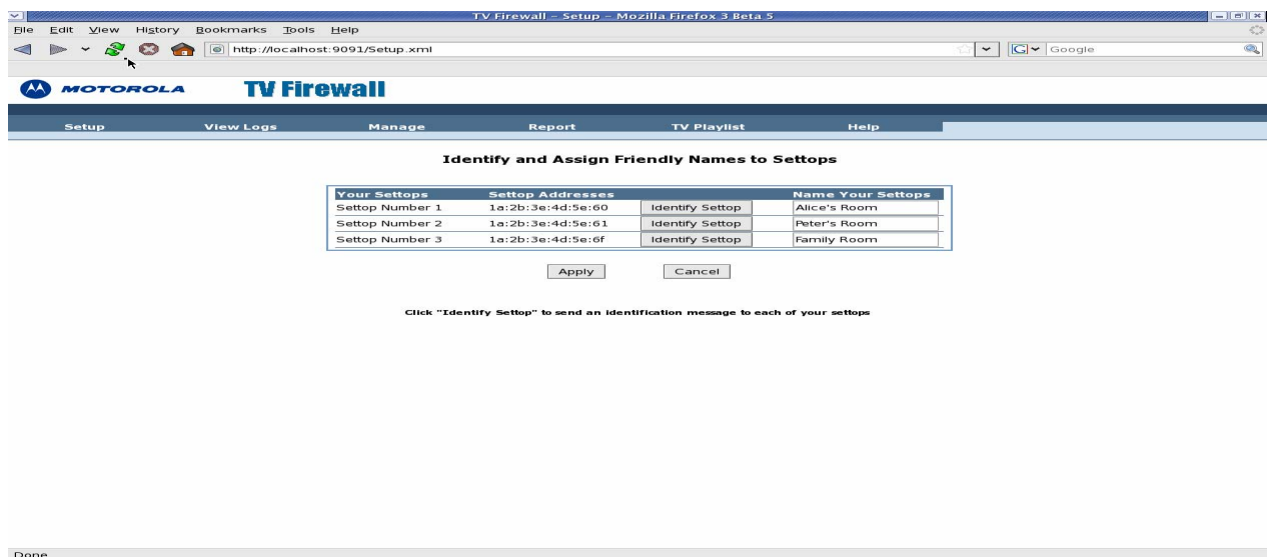 TV Firewall - Setup - Mozilla Firefox 3 Beta 5
File Edit View History Bookmarks Tools Help
http://localhost:9091/Setup.xml
G Google
MOTOROLA TV Firewall
Setup View Logs Manage Report TV Playlist Help
Identify and Assign Friendly Names to Settops
Your Settops Settop Addresses Name Your Settops
Settop Number 1 1a:2b:3e:4d:5e:60 Identify Settop Alice's Room
Settop Number 2 1a:2b:3e:4d:5e:61 Identify Settop Peter's Room
Settop Number 3 1a:2b:3e:4d:5e:6f Identify Settop Family Room
Apply Cancel
Click "Identify Settop" to send an identification message to each of your settops
Done